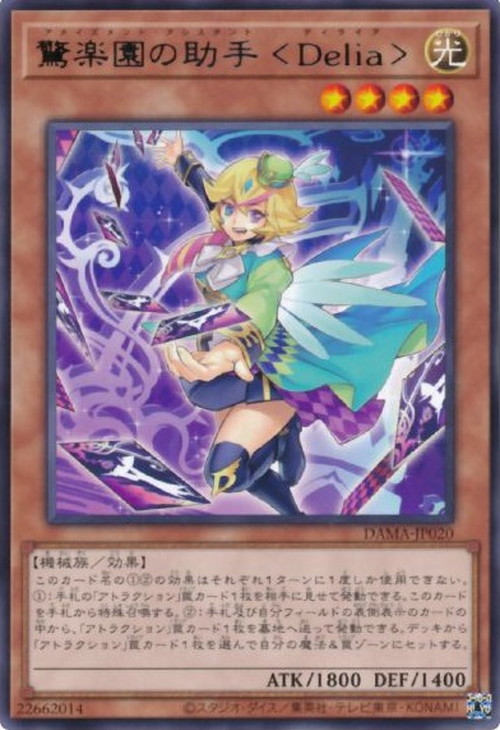 アメイズメント・アシスタント ディライア
驚楽園の助手 <Delia>
光
DAMA-JP020
【機械族/効果】
このカード名の①②の効果はそれぞれ1ターンに1度しか使用できない。
①:手札の「アトラクション」罠カード1枚を相手に見せて発動できる。このカード
を手札から特殊召喚する。②:手札及び自分フィールドの表側表示のカードの
中から、「アトラクション」罠カード1枚を墓地へ送って発動できる。デッキから
「アトラクション」罠カード1枚を選んで自分の魔法&罠ゾーンにセットする。
ATK/1800 DEF/1400
22662014
©スタジオ・ダイス/集英社・テレビ東京・KONAMI